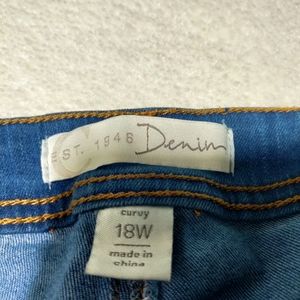 EST. 1946 Denim
curvy
18W
made in
china